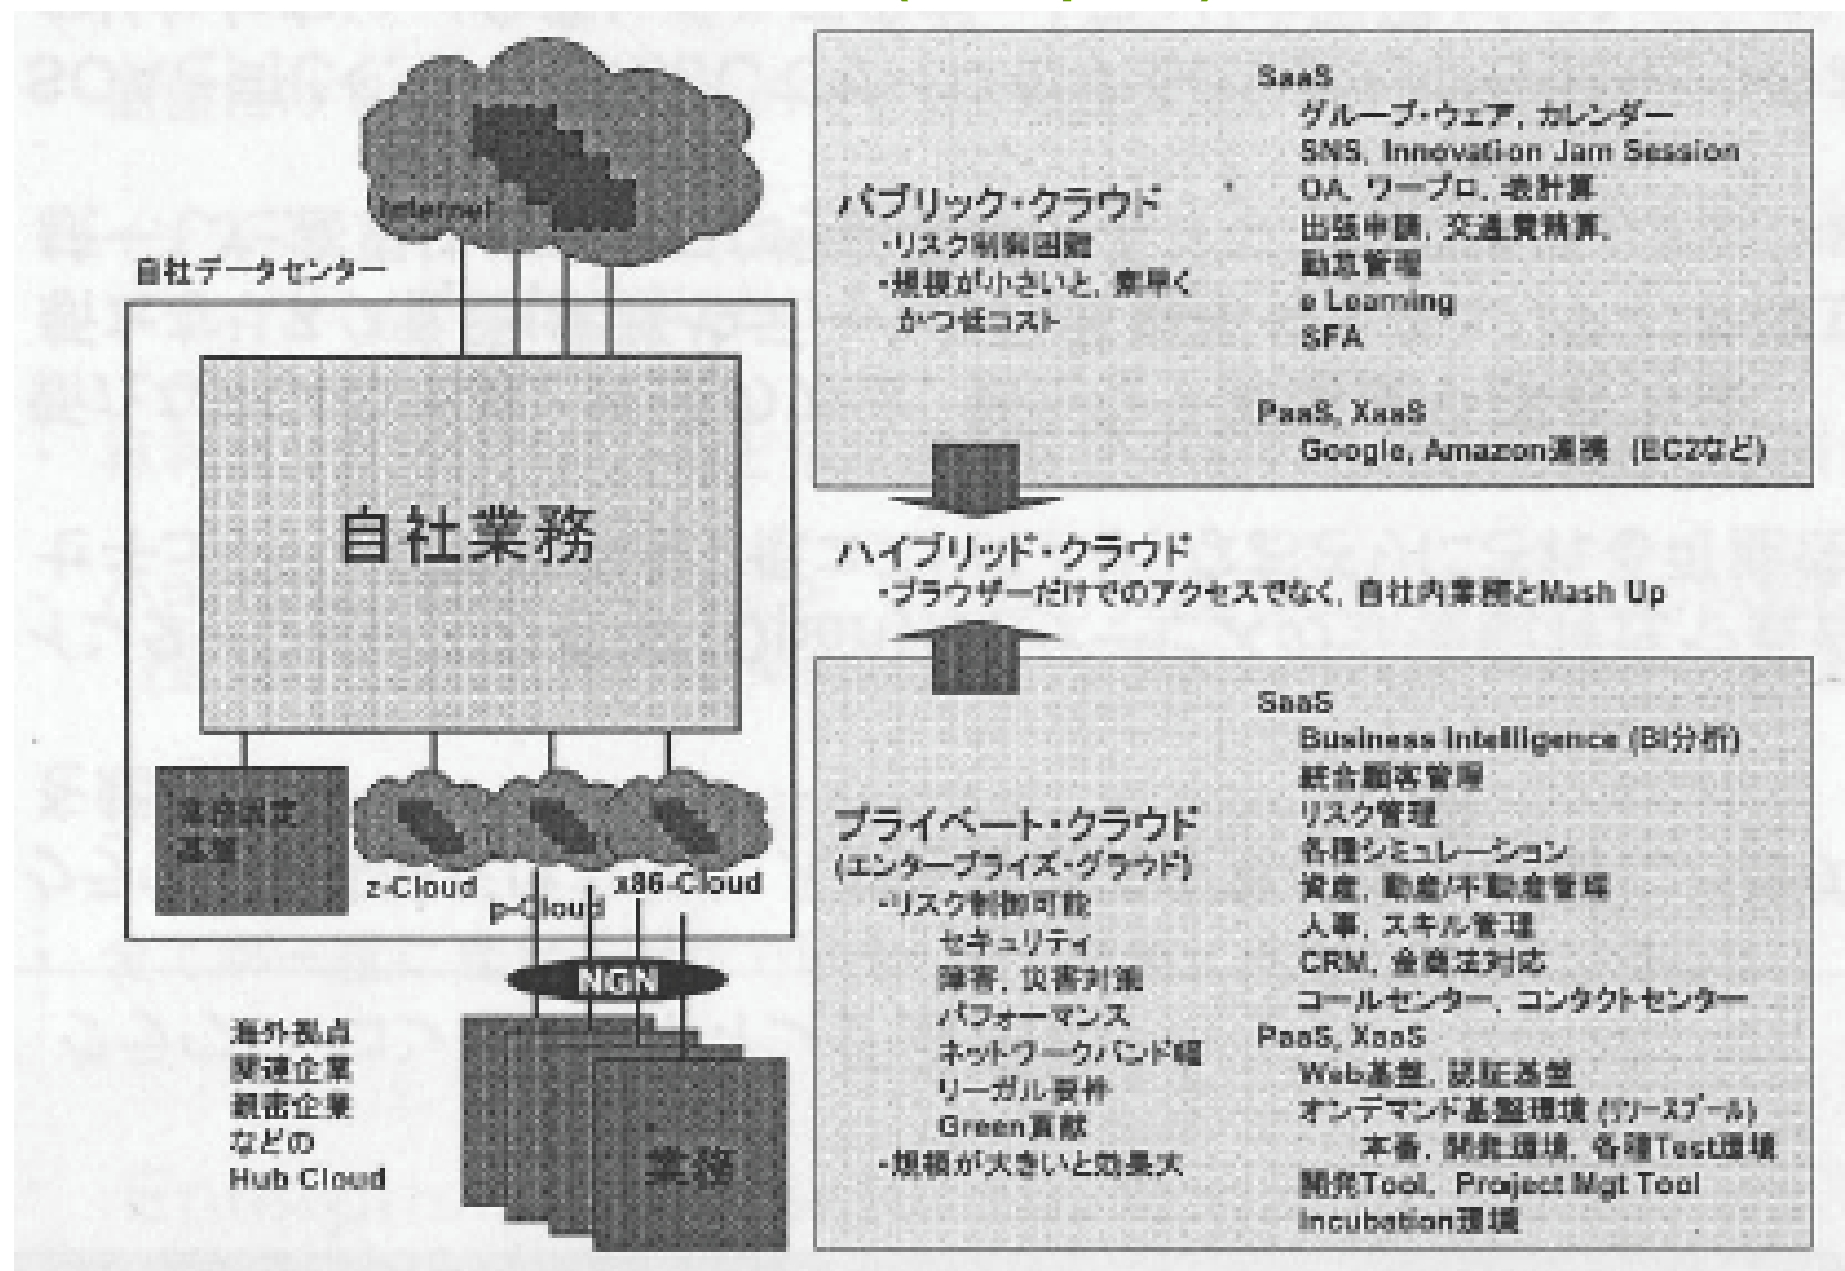 Internet
自社データセンター
自社業務
z-Cloud
p-Cloud
x86-Cloud
NGN
海外拠点
関連企業
親密企業
などの
Hub Cloud
業務
パブリック・クラウド
・リスク制御困難
・規模が小さいと, 素早く
かつ低コスト
SaaS
グループ・ウェア, カレンダー
SNS, Innovation Jam Session
OA, ワープロ, 表計算
出張申請, 交通費精算,
勤怠管理
e Learning
SFA
PaaS, XaaS
Google, Amazon連携 (EC2など)
ハイブリッド・クラウド
・ブラウザーだけでのアクセスでなく, 自社内業務とMash Up
プライベート・クラウド
(エンタープライズ・グラウド)
・リスク制御可能
セキュリティ
障害, 災害対策
パフォーマンス
ネットワークバンド幅
リーガル要件
Green貢献
・規模が大きいと効果大
SaaS
Business Intelligence (BI分析)
統合顧客管理
リスク管理
各種シミュレーション
資産, 動産/不動産管理
人事, スキル管理
CRM, 金商法対応
コールセンター, コンタクトセンター
PaaS, XaaS
Web基盤, 認証基盤
オンデマンド基盤環境 (リソースプール)
本番, 開発環境, 各種Test環境
開発Tool, Project Mgt Tool
Incubation環境